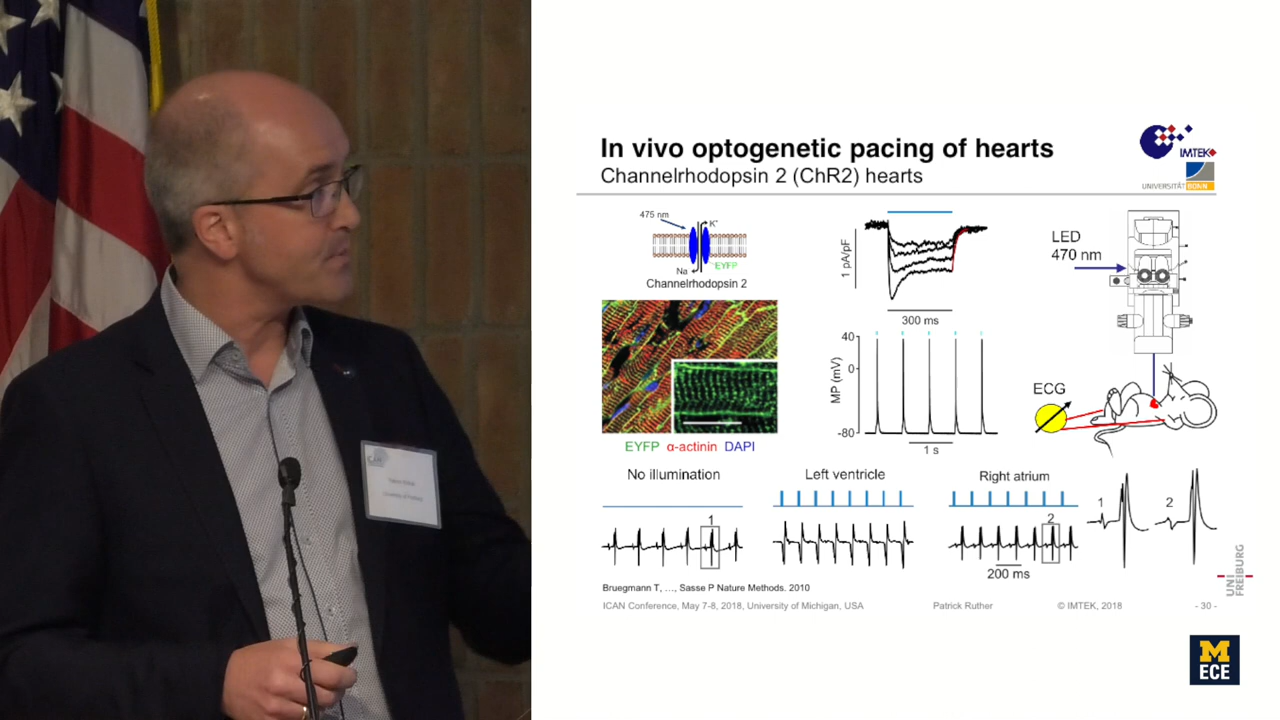 In vivo optogenetic pacing of hearts
Channelrhodopsin 2 (ChR2) hearts
IMTEK
UNIVERSITÄT BONN
475 nm
K⁺
Na
EYFP
Channelrhodopsin 2
EYFP α-actinin DAPI
1 pA/pF
300 ms
MP (mV)
40
0
-80
1 s
LED
470 nm
ECG
No illumination
1
Left ventricle
Right atrium
2
200 ms
1
2
Bruegmann T, ..., Sasse P Nature Methods. 2010
ICAN Conference, May 7-8, 2018, University of Michigan, USA
Patrick Ruther
© IMTEK, 2018
- 30 -
UNI
FREIBURG
M
ECE